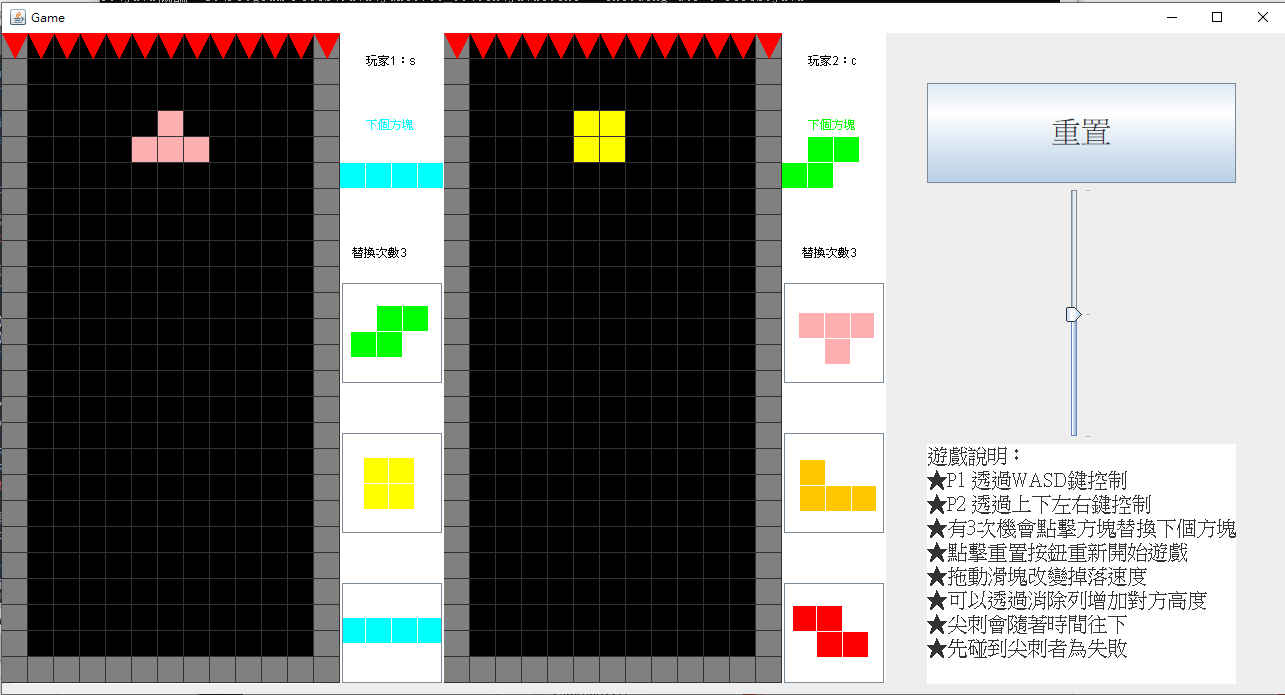 Game
玩家1：s
下個方塊
替換次數3
玩家2：c
下個方塊
替換次數3
重置
遊戲說明：
★P1 透過WASD鍵控制
★P2 透過上下左右鍵控制
★有3次機會點擊方塊替換下個方塊
★點擊重置按鈕重新開始遊戲
★拖動滑塊改變掉落速度
★可以透過消除列增加對方高度
★尖刺會隨著時間往下
★先碰到尖刺者為失敗